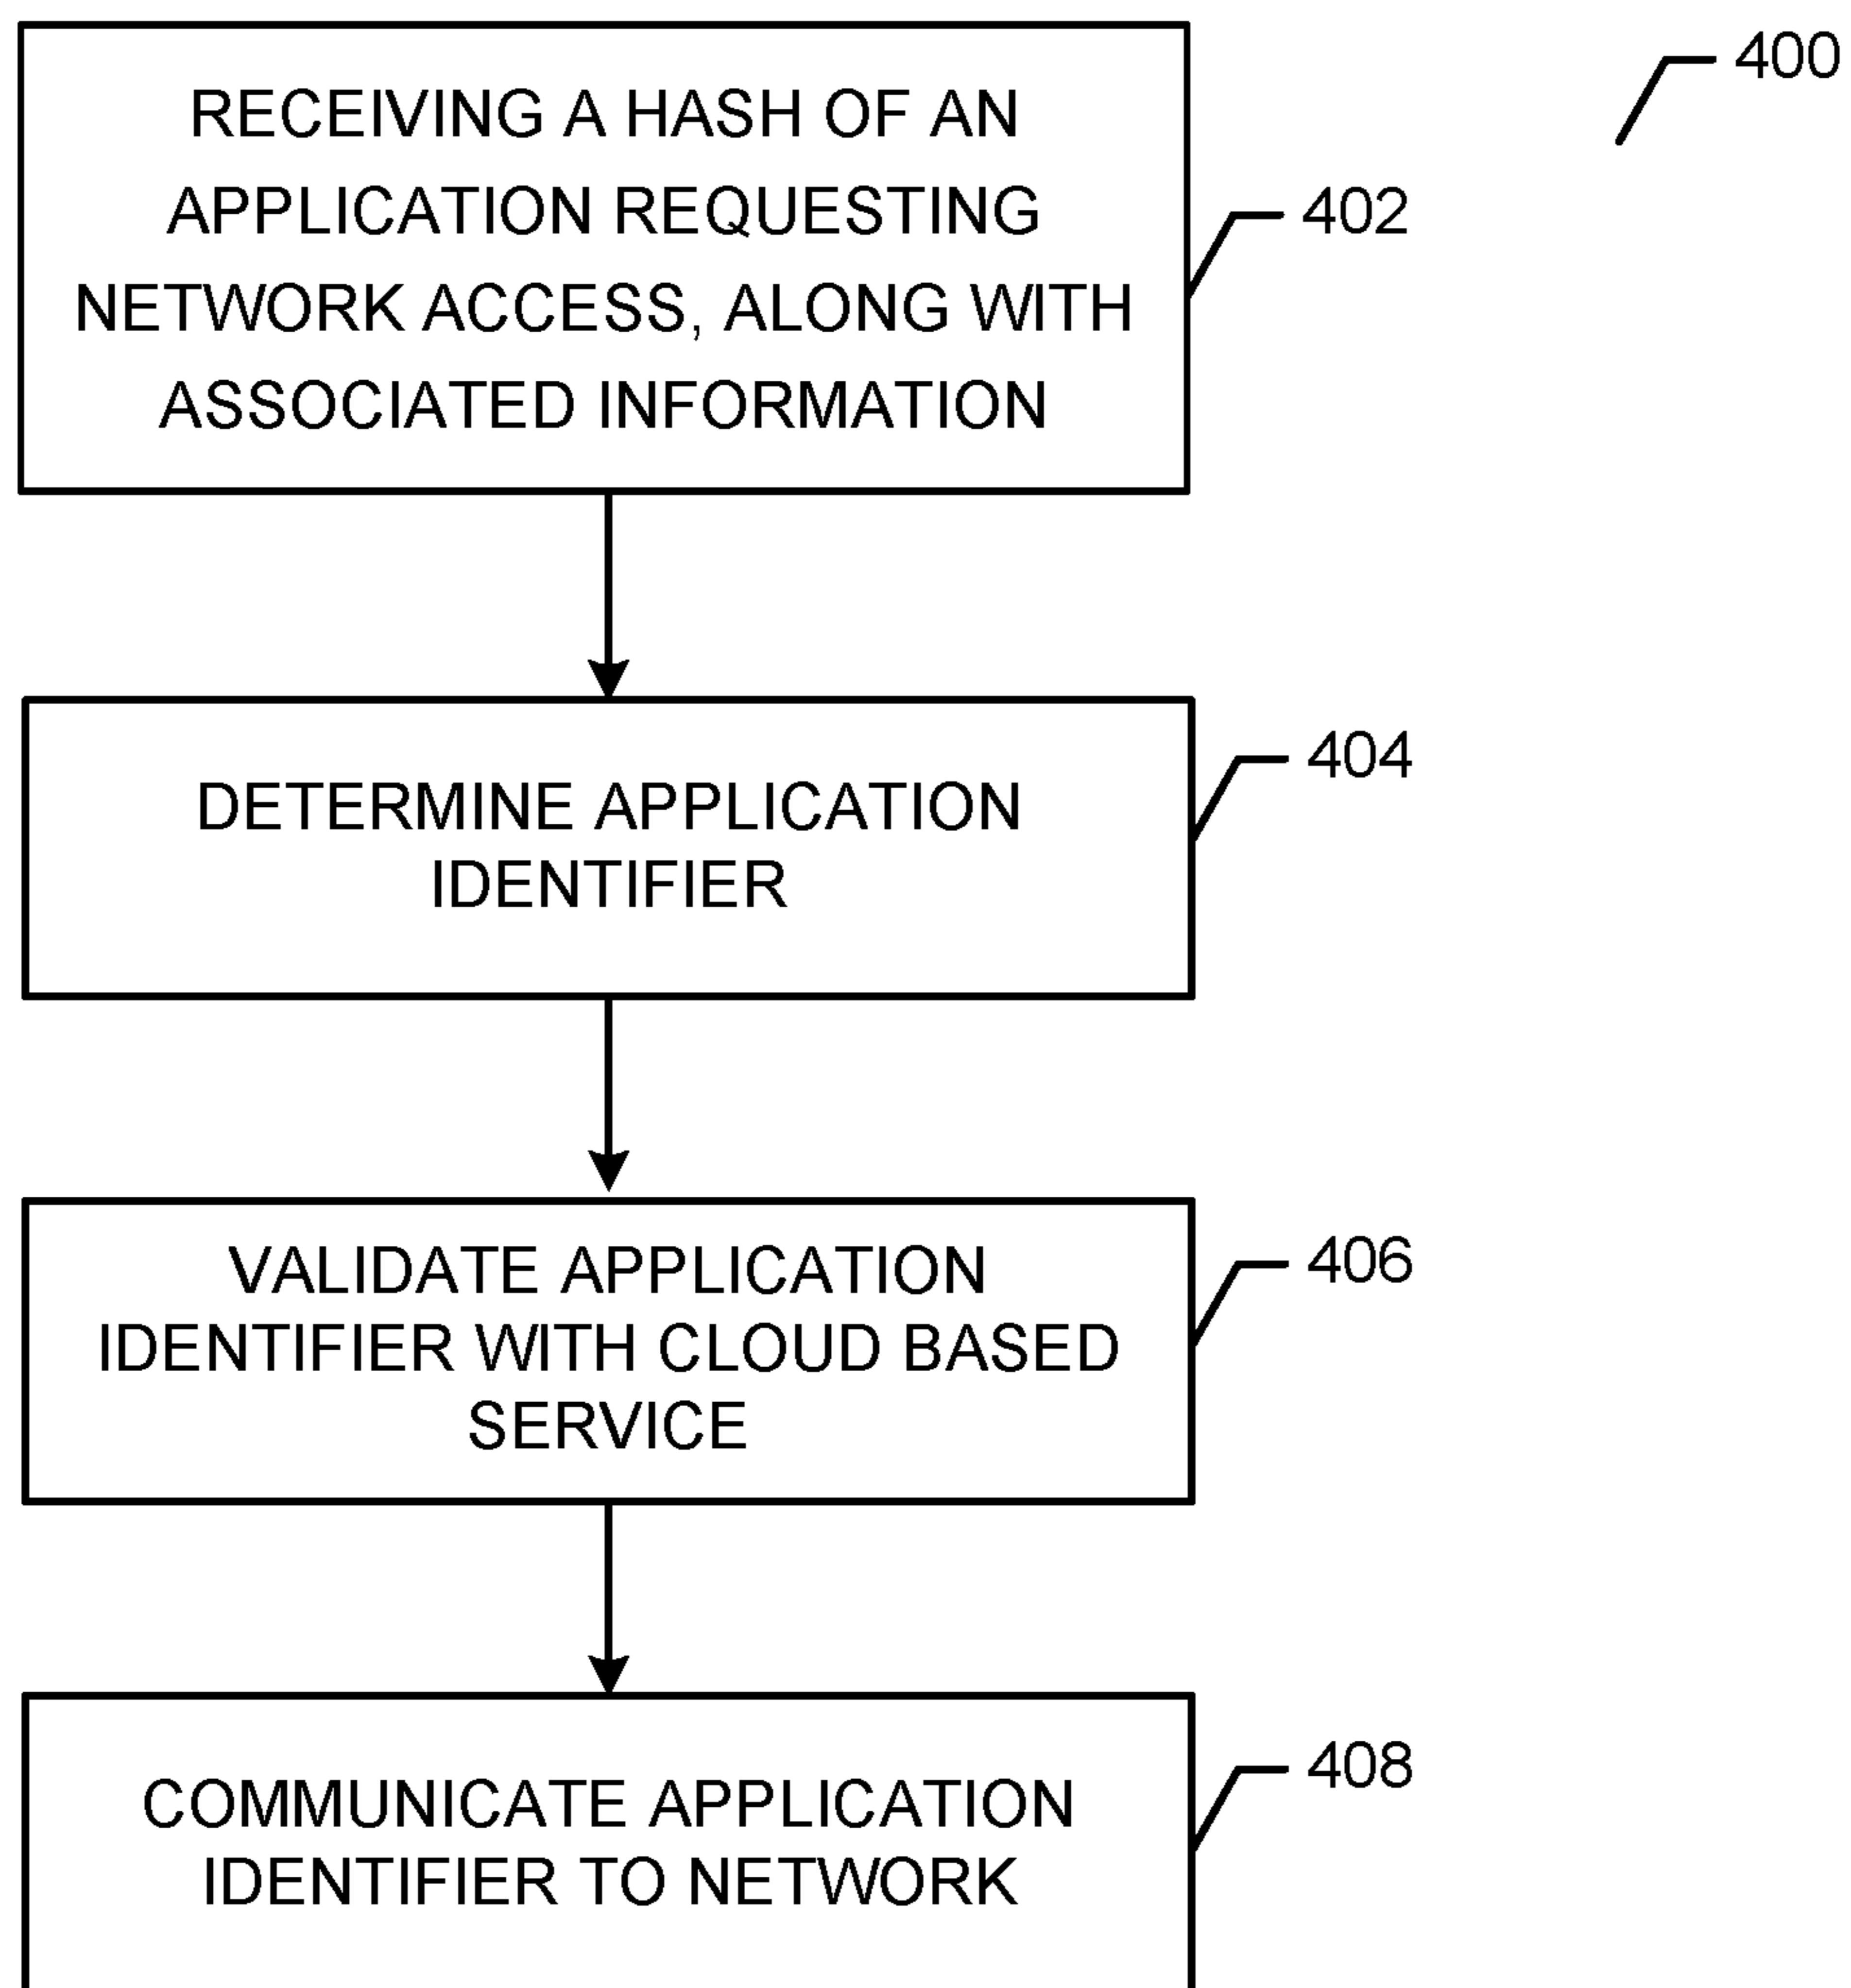 400
RECEIVING A HASH OF AN
APPLICATION REQUESTING
NETWORK ACCESS, ALONG WITH
ASSOCIATED INFORMATION
402
DETERMINE APPLICATION
IDENTIFIER
404
VALIDATE APPLICATION
IDENTIFIER WITH CLOUD BASED
SERVICE
406
COMMUNICATE APPLICATION
IDENTIFIER TO NETWORK
408